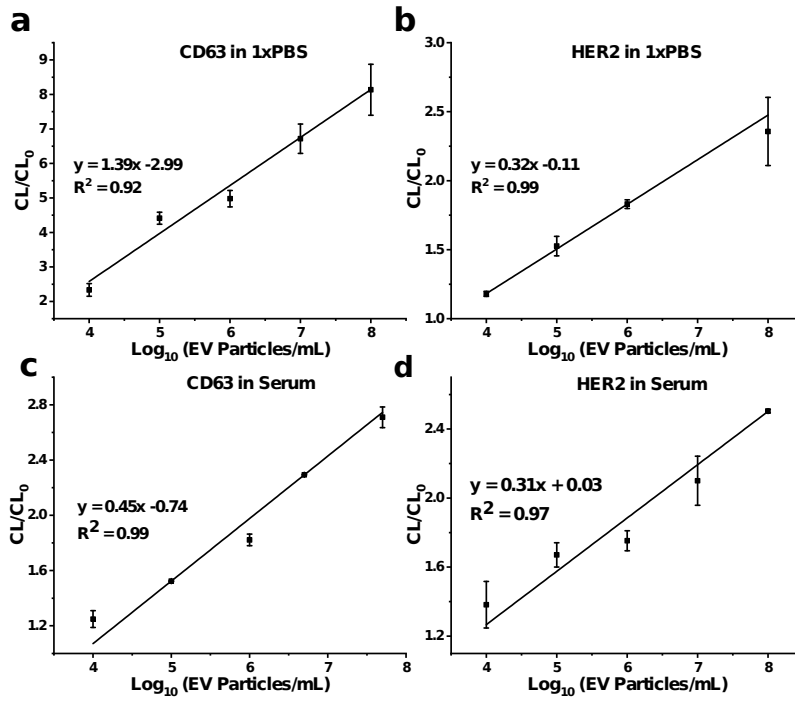 a
CD63 in 1xPBS
9
8
7
6
5
4
3
2
CL/CL₀
y = 1.39x -2.99
R² = 0.92
4 5 6 7 8
Log₁₀ (EV Particles/mL)
b
HER2 in 1xPBS
3.0
2.5
2.0
1.5
1.0
CL/CL₀
y = 0.32x -0.11
R² = 0.99
4 5 6 7 8
Log₁₀ (EV Particles/mL)
c
CD63 in Serum
2.8
2.4
2.0
1.6
1.2
CL/CL₀
y = 0.45x -0.74
R² = 0.99
4 5 6 7 8
Log₁₀ (EV Particles/mL)
d
HER2 in Serum
2.4
2.0
1.6
1.2
CL/CL₀
y = 0.31x + 0.03
R² = 0.97
4 5 6 7 8
Log₁₀ (EV Particles/mL)